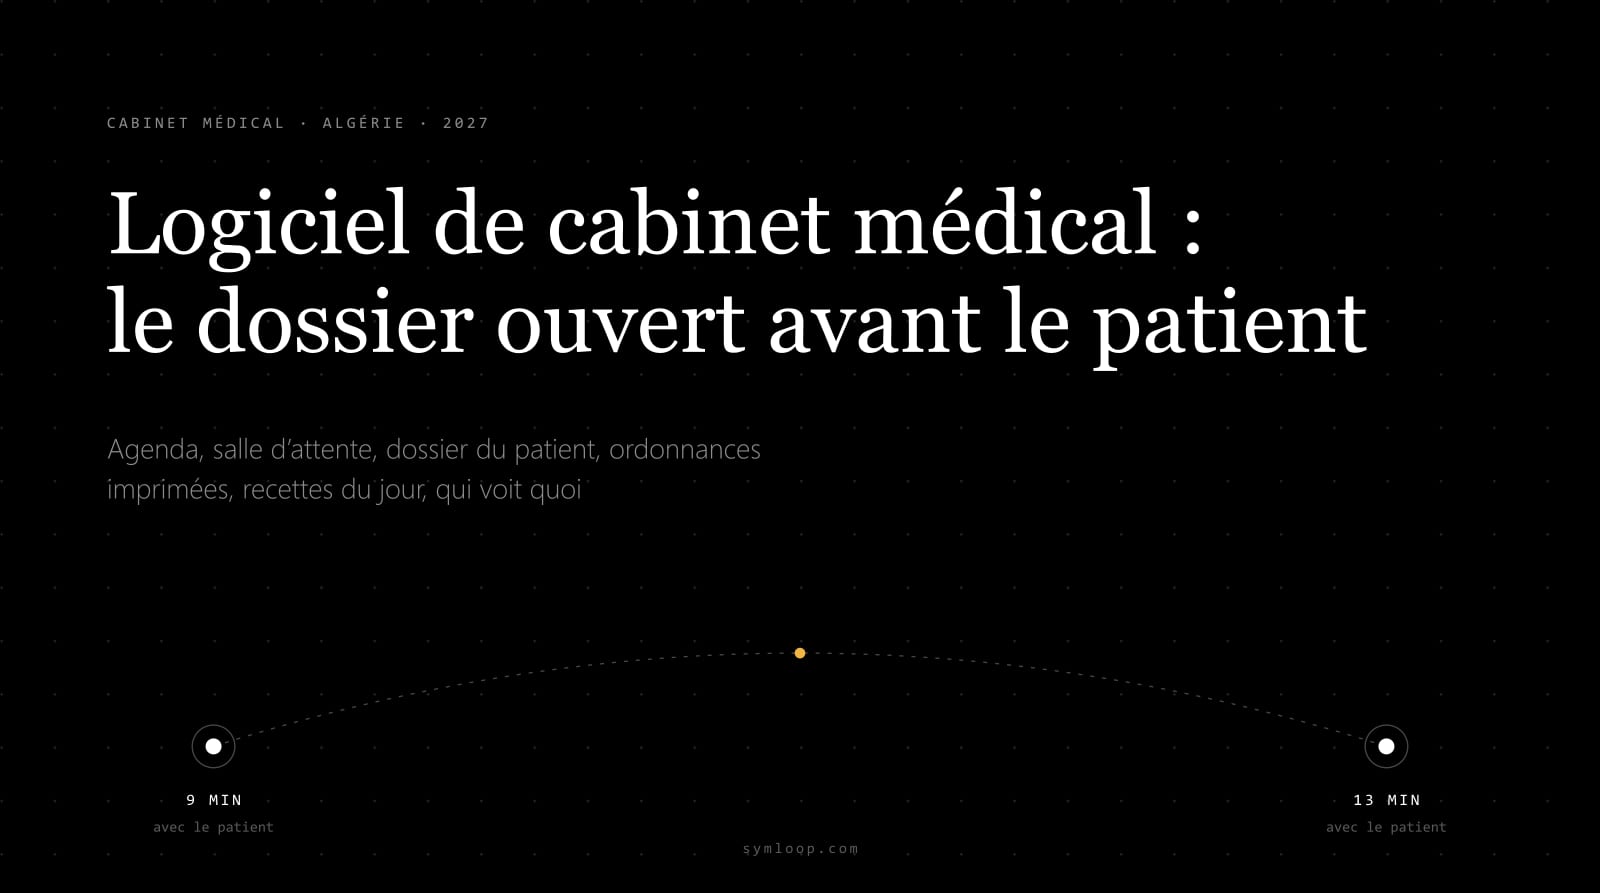 CABINET MÉDICAL · ALGÉRIE · 2027
Logiciel de cabinet médical :
le dossier ouvert avant le patient
Agenda, salle d’attente, dossier du patient, ordonnances
imprimées, recettes du jour, qui voit quoi
9 MIN
avec le patient
13 MIN
avec le patient
symloop.com